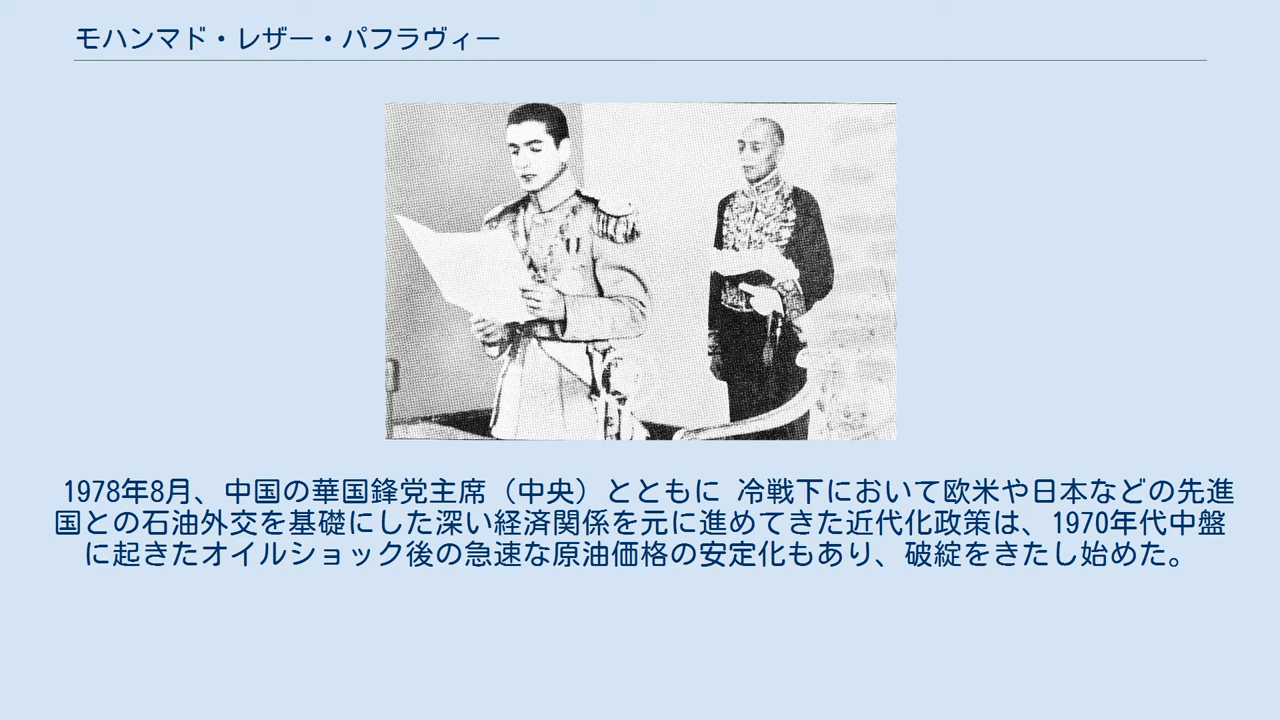 モハンマド・レザー・パフラヴィー
1978年8月、中国の華国鋒党主席（中央）とともに 冷戦下において欧米や日本などの先進
国との石油外交を基礎にした深い経済関係を元に進めてきた近代化政策は、1970年代中盤
に起きたオイルショック後の急速な原油価格の安定化もあり、破綻をきたし始めた。